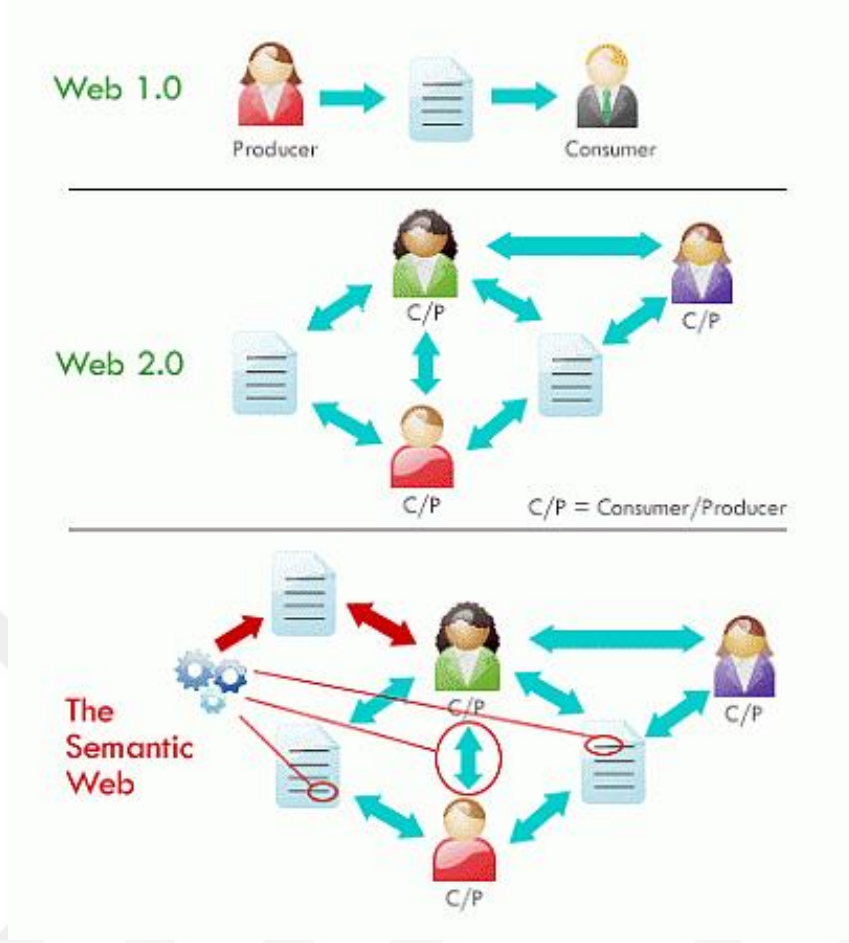 Web 1.0
Producer
Consumer
C/P
C/P
Web 2.0
C/P
C/P = Consumer/Producer
The
Semantic
Web
C/P
C/P
C/P